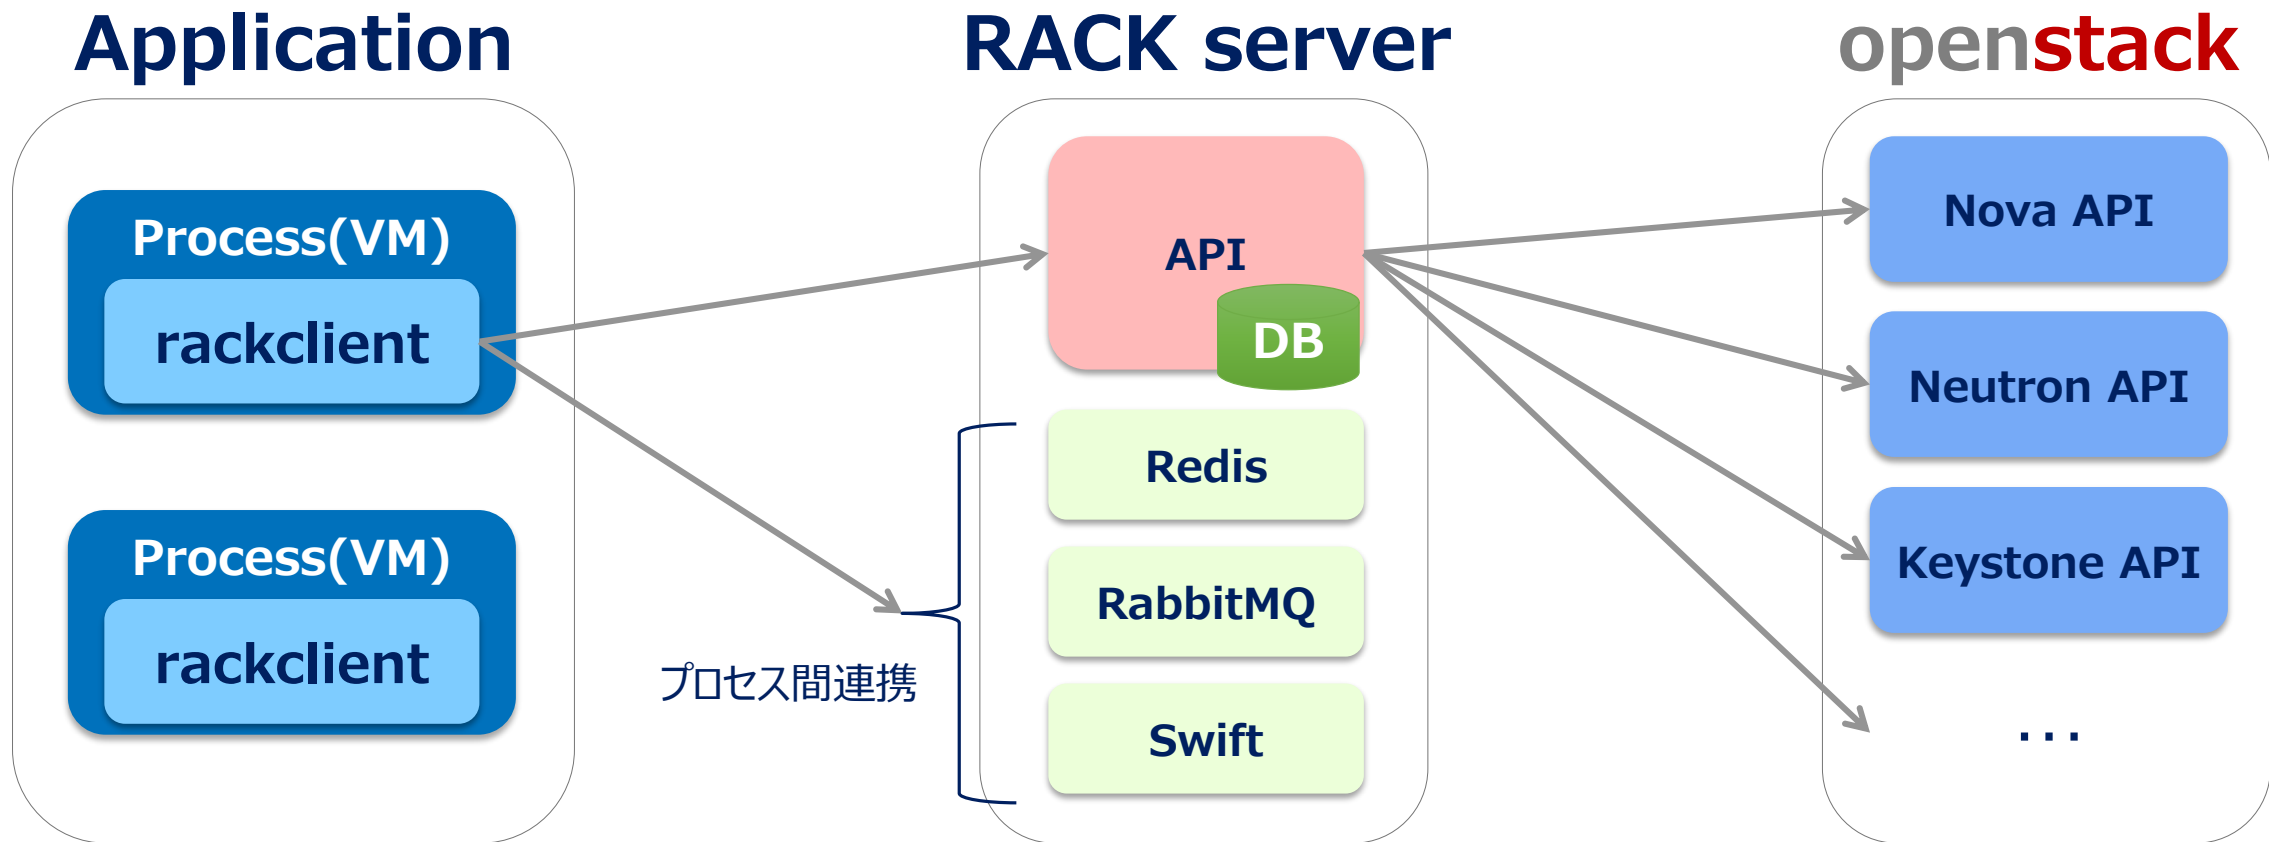 Application
Process(VM)
rackclient
Process(VM)
rackclient
プロセス間連携
RACK server
API
DB
Redis
RabbitMQ
Swift
openstack
Nova API
Neutron API
Keystone API
...